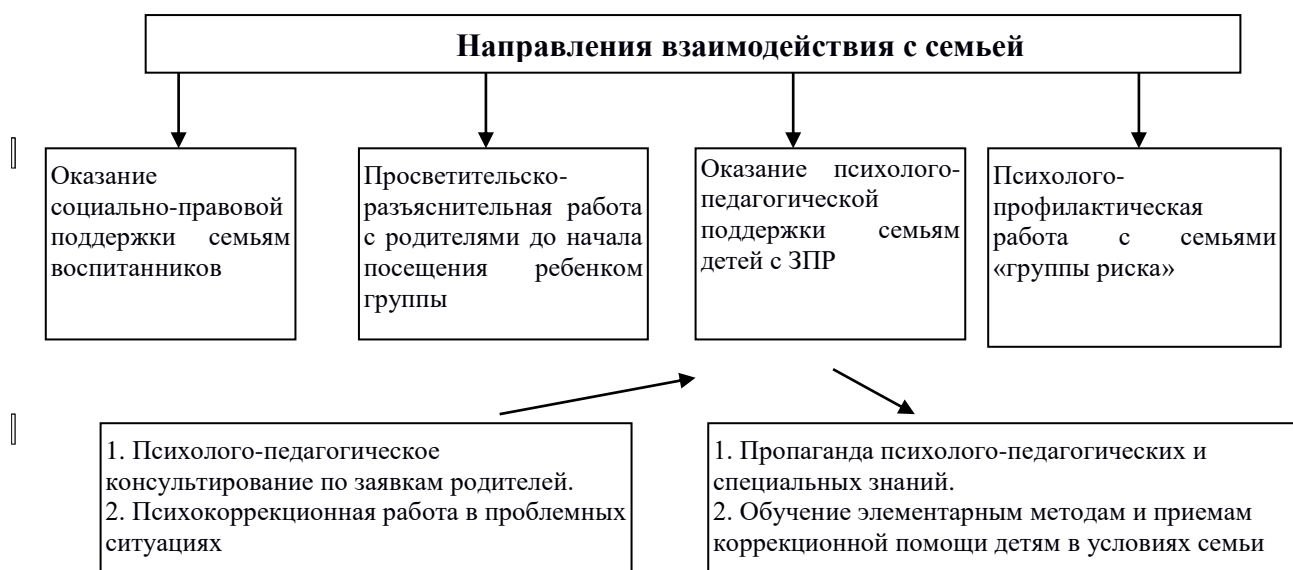 Направления взаимодействия с семьей
Оказание
социально-правовой
поддержки семьям
воспитанников
Просветительско-
разъяснительная работа
с родителями до начала
посещения ребенком
группы
Оказание психолого-
педагогической
поддержки семьям
детей с ЗПР
Психолого-
профилактическая
работа с семьями
«группы риска»
1. Психолого-педагогическое
консультирование по заявкам родителей.
2. Психокоррекционная работа в проблемных
ситуациях
1. Пропаганда психолого-педагогических и
специальных знаний.
2. Обучение элементарным методам и приемам
коррекционной помощи детям в условиях семьи